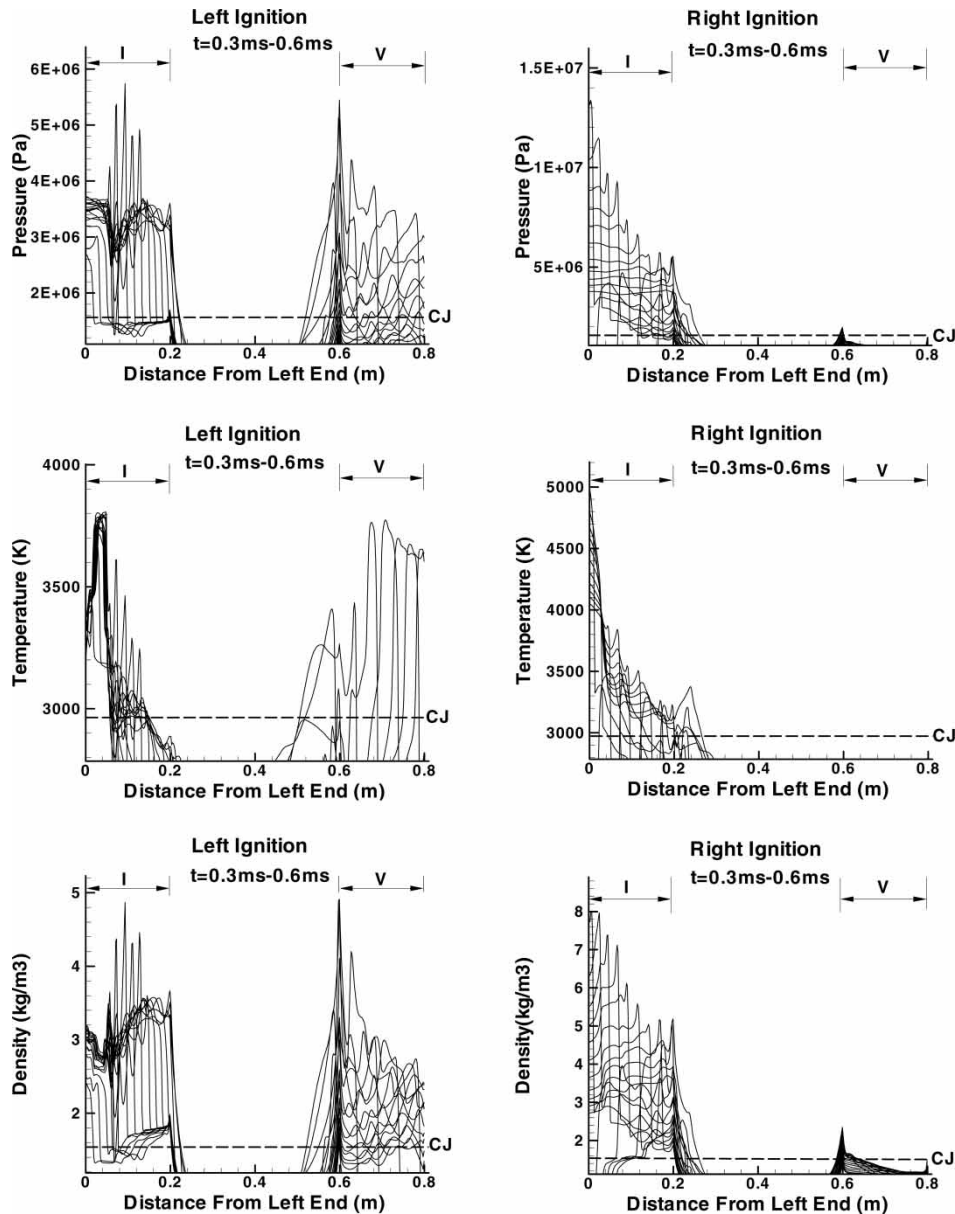 Left Ignition
t=0.3ms-0.6ms
I
V
6E+06
5E+06
4E+06
3E+06
2E+06
Pressure (Pa)
CJ
0 0.2 0.4 0.6 0.8
Distance From Left End (m)
Right Ignition
t=0.3ms-0.6ms
I
V
1.5E+07
1E+07
5E+06
Pressure (Pa)
CJ
0 0.2 0.4 0.6 0.8
Distance From Left End (m)
Left Ignition
t=0.3ms-0.6ms
I
V
4000
3500
3000
Temperature (K)
CJ
0 0.2 0.4 0.6 0.8
Distance From Left End (m)
Right Ignition
t=0.3ms-0.6ms
I
V
5000
4500
4000
3500
3000
Temperature (K)
CJ
0 0.2 0.4 0.6 0.8
Distance From Left End (m)
Left Ignition
t=0.3ms-0.6ms
I
V
5
4
3
2
Density (kg/m3)
CJ
0 0.2 0.4 0.6 0.8
Distance From Left End (m)
Right Ignition
t=0.3ms-0.6ms
I
V
8
7
6
5
4
3
2
Density(kg/m3)
CJ
0 0.2 0.4 0.6 0.8
Distance From Left End (m)